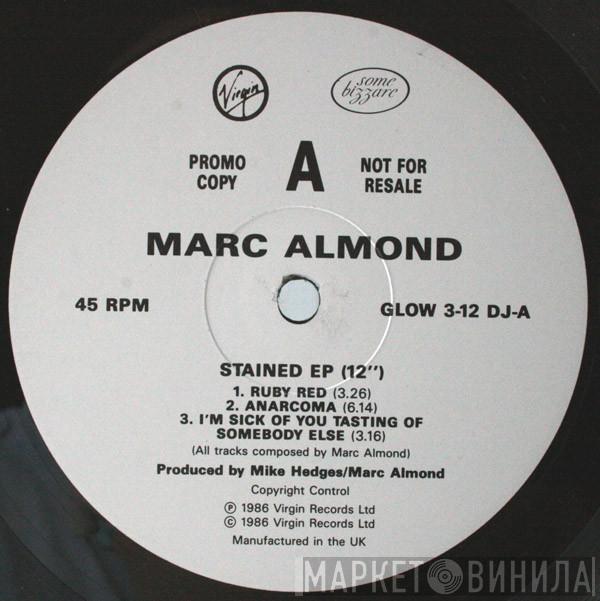 Virgin
some
bizzare
PROMO
COPY
A
NOT FOR
RESALE
MARC ALMOND
45 RPM
GLOW 3-12 DJ-A
STAINED EP (12")
1. RUBY RED (3.26)
2. ANARCOMA (6.14)
3. I'M SICK OF YOU TASTING OF
SOMEBODY ELSE (3.16)
(All tracks composed by Marc Almond)
Produced by Mike Hedges/Marc Almond
Copyright Control
℗ 1986 Virgin Records Ltd
© 1986 Virgin Records Ltd
Manufactured in the UK
МАРКЕТ ВИНИЛА